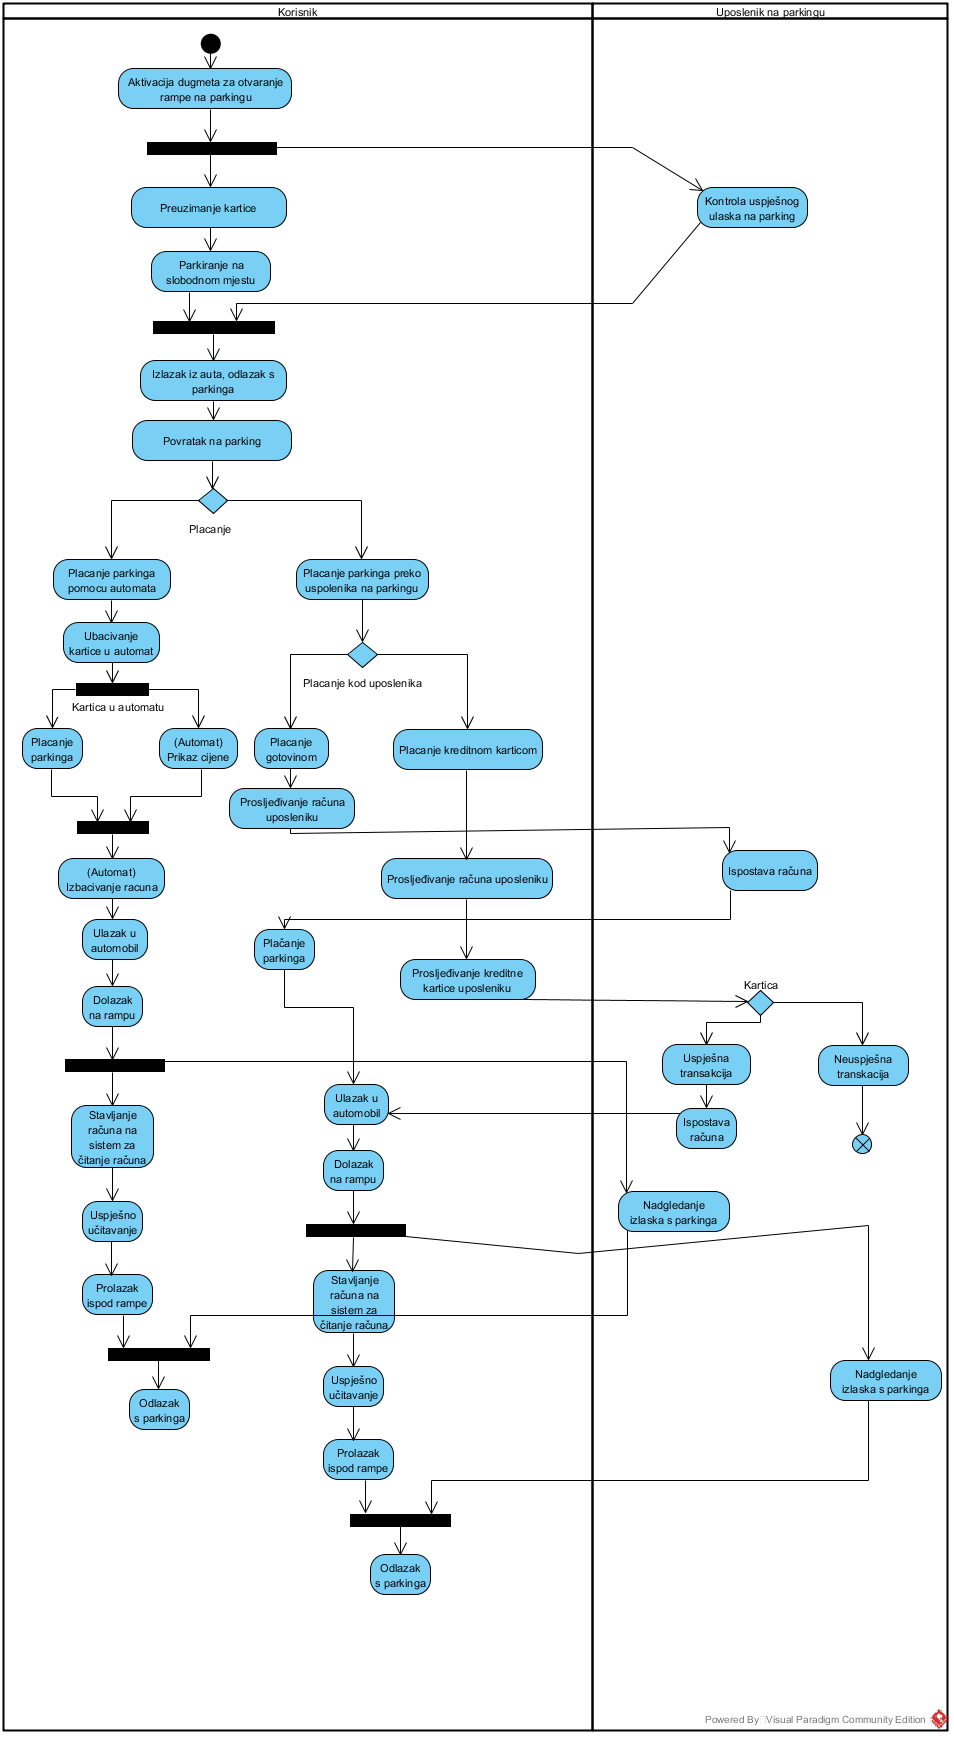 Korisnik
Uposlenik na parkingu
Aktivacija dugmeta za otvaranje
rampe na parkingu
Preuzimanje kartice
Kontrola uspješnog
ulaska na parking
Parkiranje na
slobodnom mjestu
Izlazak iz auta, odlazak s
parkinga
Povratak na parking
Placanje
Placanje parkinga
pomocu automata
Placanje parkinga preko
uspolenika na parkingu
Ubacivanje
kartice u automat
Placanje kod uposlenika
Kartica u automatu
Placanje
parkinga
(Automat)
Prikaz cijene
Placanje
gotovinom
Placanje kreditnom karticom
Prosljeđivanje računa
uposleniku
(Automat)
Izbacivanje racuna
Prosljeđivanje računa uposleniku
Ispostava računa
Ulazak u
automobil
Plačanje
parkinga
Prosljeđivanje kreditne
kartice uposleniku
Kartica
Dolazak
na rampu
Uspješna
transakcija
Neuspješna
transkacija
Stavljanje
računa na
sistem za
čitanje računa
Ulazak u
automobil
Ispostava
računa
Dolazak
na rampu
Uspješno
učitavanje
Nadgledanje
izlaska s parkinga
Prolazak
ispod rampe
Stavljanje
računa na
sistem za
čitanje računa
Odlazak
s parkinga
Uspješno
učitavanje
Nadgledanje
izlaska s parkinga
Prolazak
ispod rampe
Odlazak
s parkinga
Powered By Visual Paradigm Community Edition